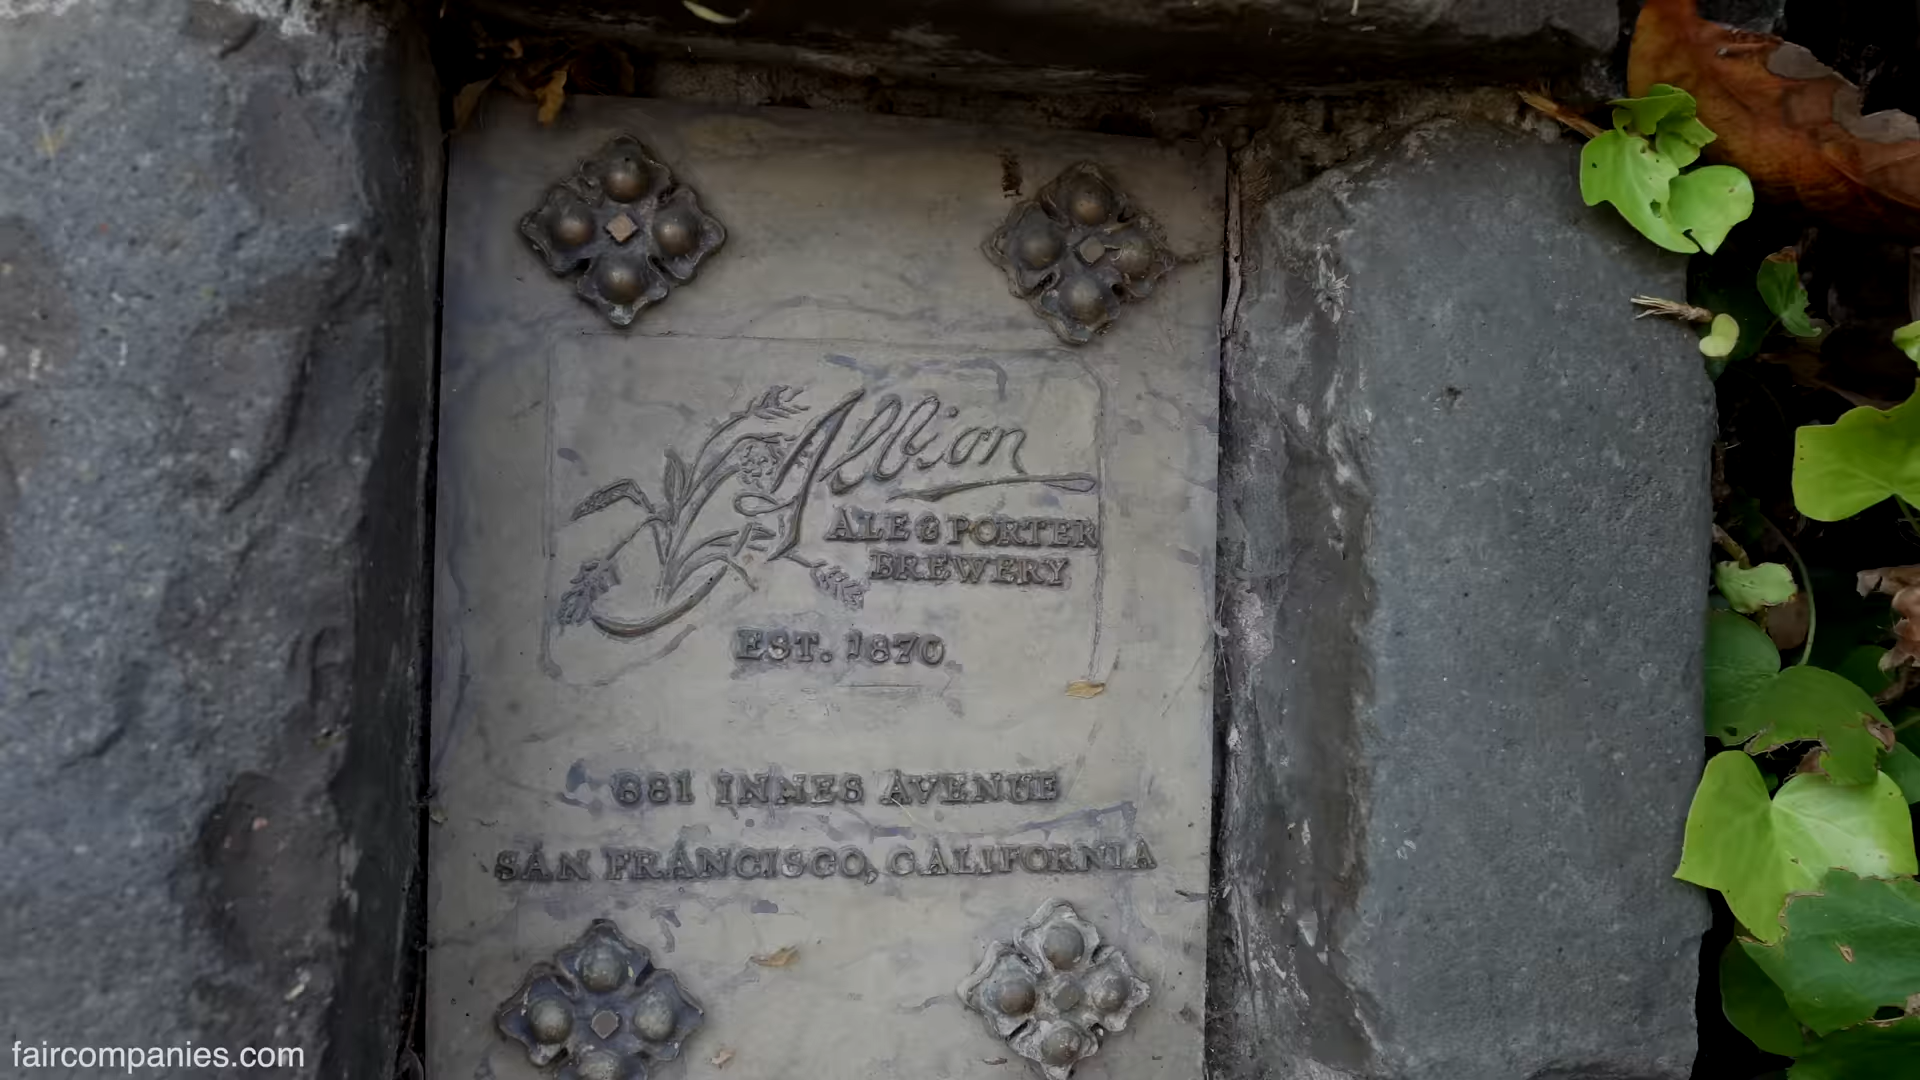 Albion
ALE & PORTER
BREWERY
EST. 1870
881 INNES AVENUE
SAN FRANCISCO, CALIFORNIA
faircompanies.com